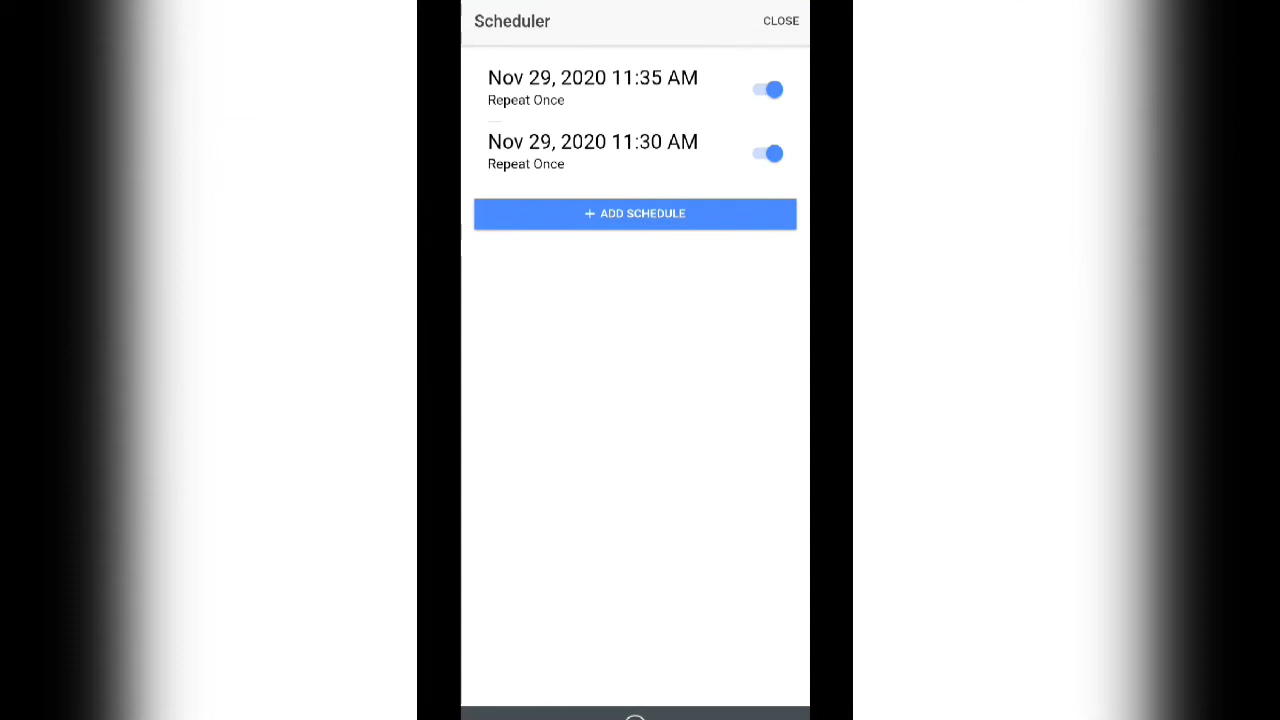 Scheduler
CLOSE
Nov 29, 2020 11:35 AM
Repeat Once
Nov 29, 2020 11:30 AM
Repeat Once
+ ADD SCHEDULE